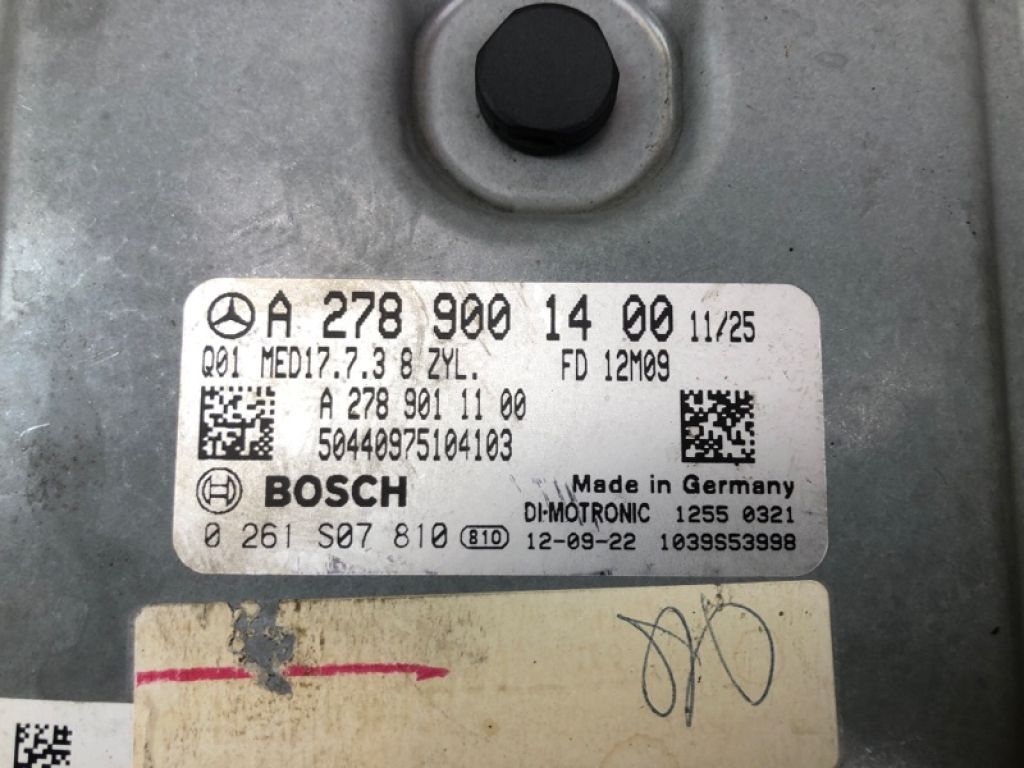 A 278 900 14 00 11/25
Q01 MED17.7.3 8 ZYL. FD 12M09
A 278 901 11 00
50440975104103
BOSCH Made in Germany
DI-MOTRONIC 1255 0321
0 261 S07 810 810 12-09-22 1039S53998